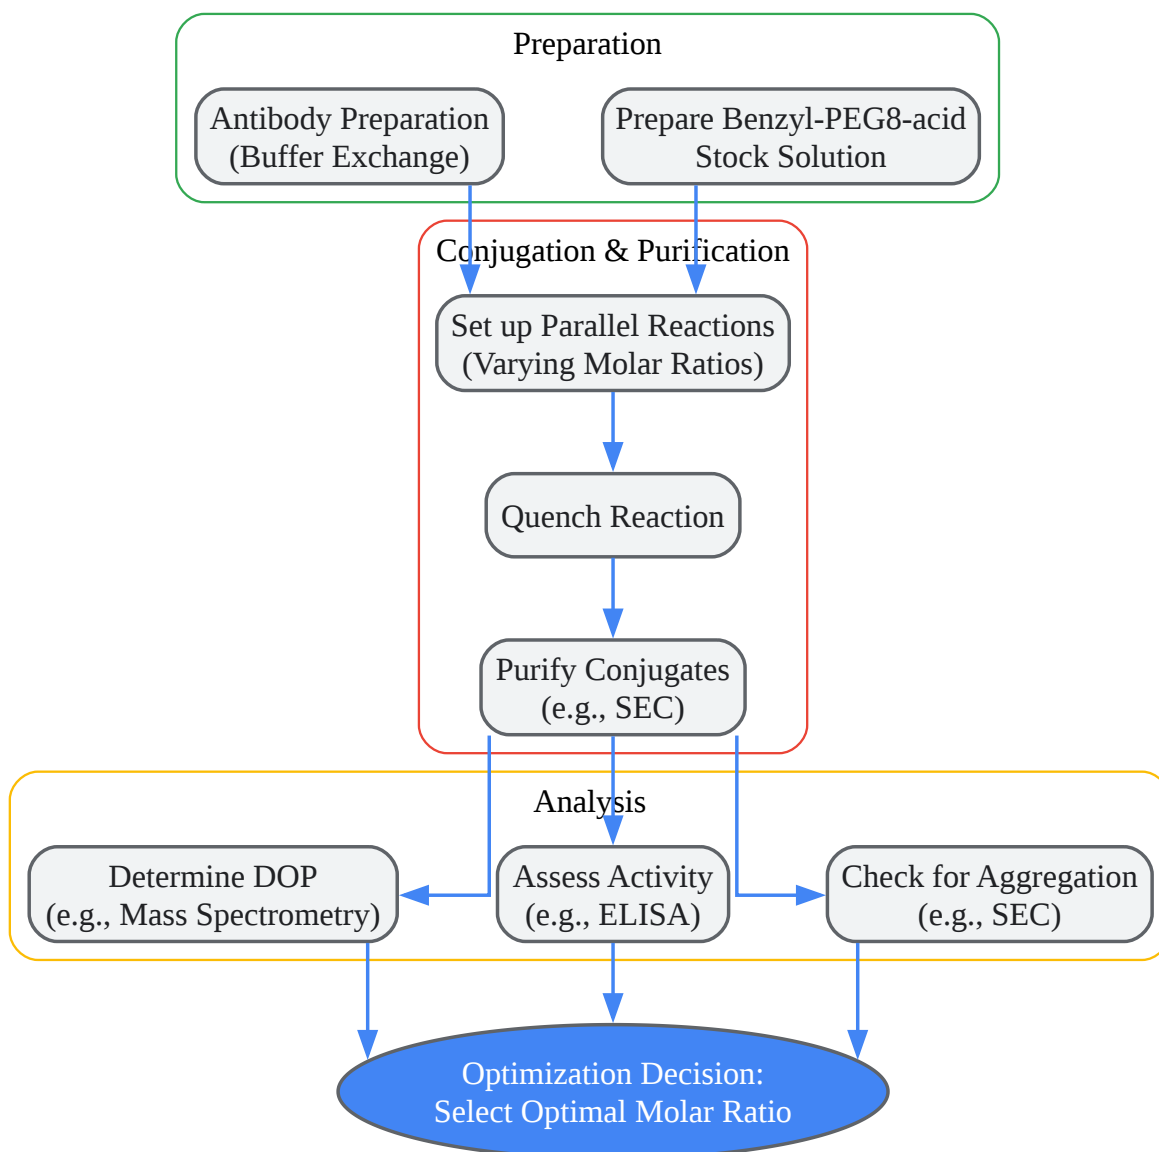 Preparation
Antibody Preparation
(Buffer Exchange)
Prepare Benzyl-PEG8-acid
Stock Solution
Conjugation & Purification
Set up Parallel Reactions
(Varying Molar Ratios)
Quench Reaction
Purify Conjugates
(e.g., SEC)
Analysis
Determine DOP
(e.g., Mass Spectrometry)
Assess Activity
(e.g., ELISA)
Check for Aggregation
(e.g., SEC)
Optimization Decision:
Select Optimal Molar Ratio